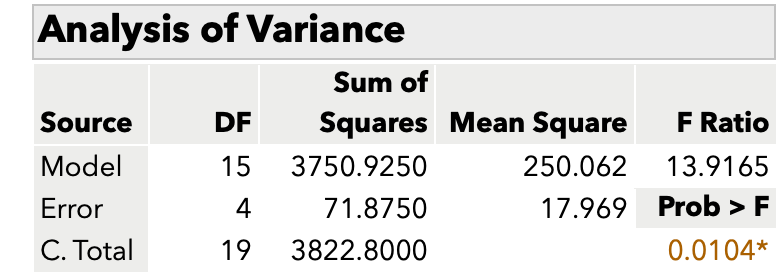 Analysis of Variance
Sum of
Source DF Squares Mean Square F Ratio
Model 15 3750.9250 250.062 13.9165
Error 4 71.8750 17.969 Prob > F
C. Total 19 3822.8000 0.0104*